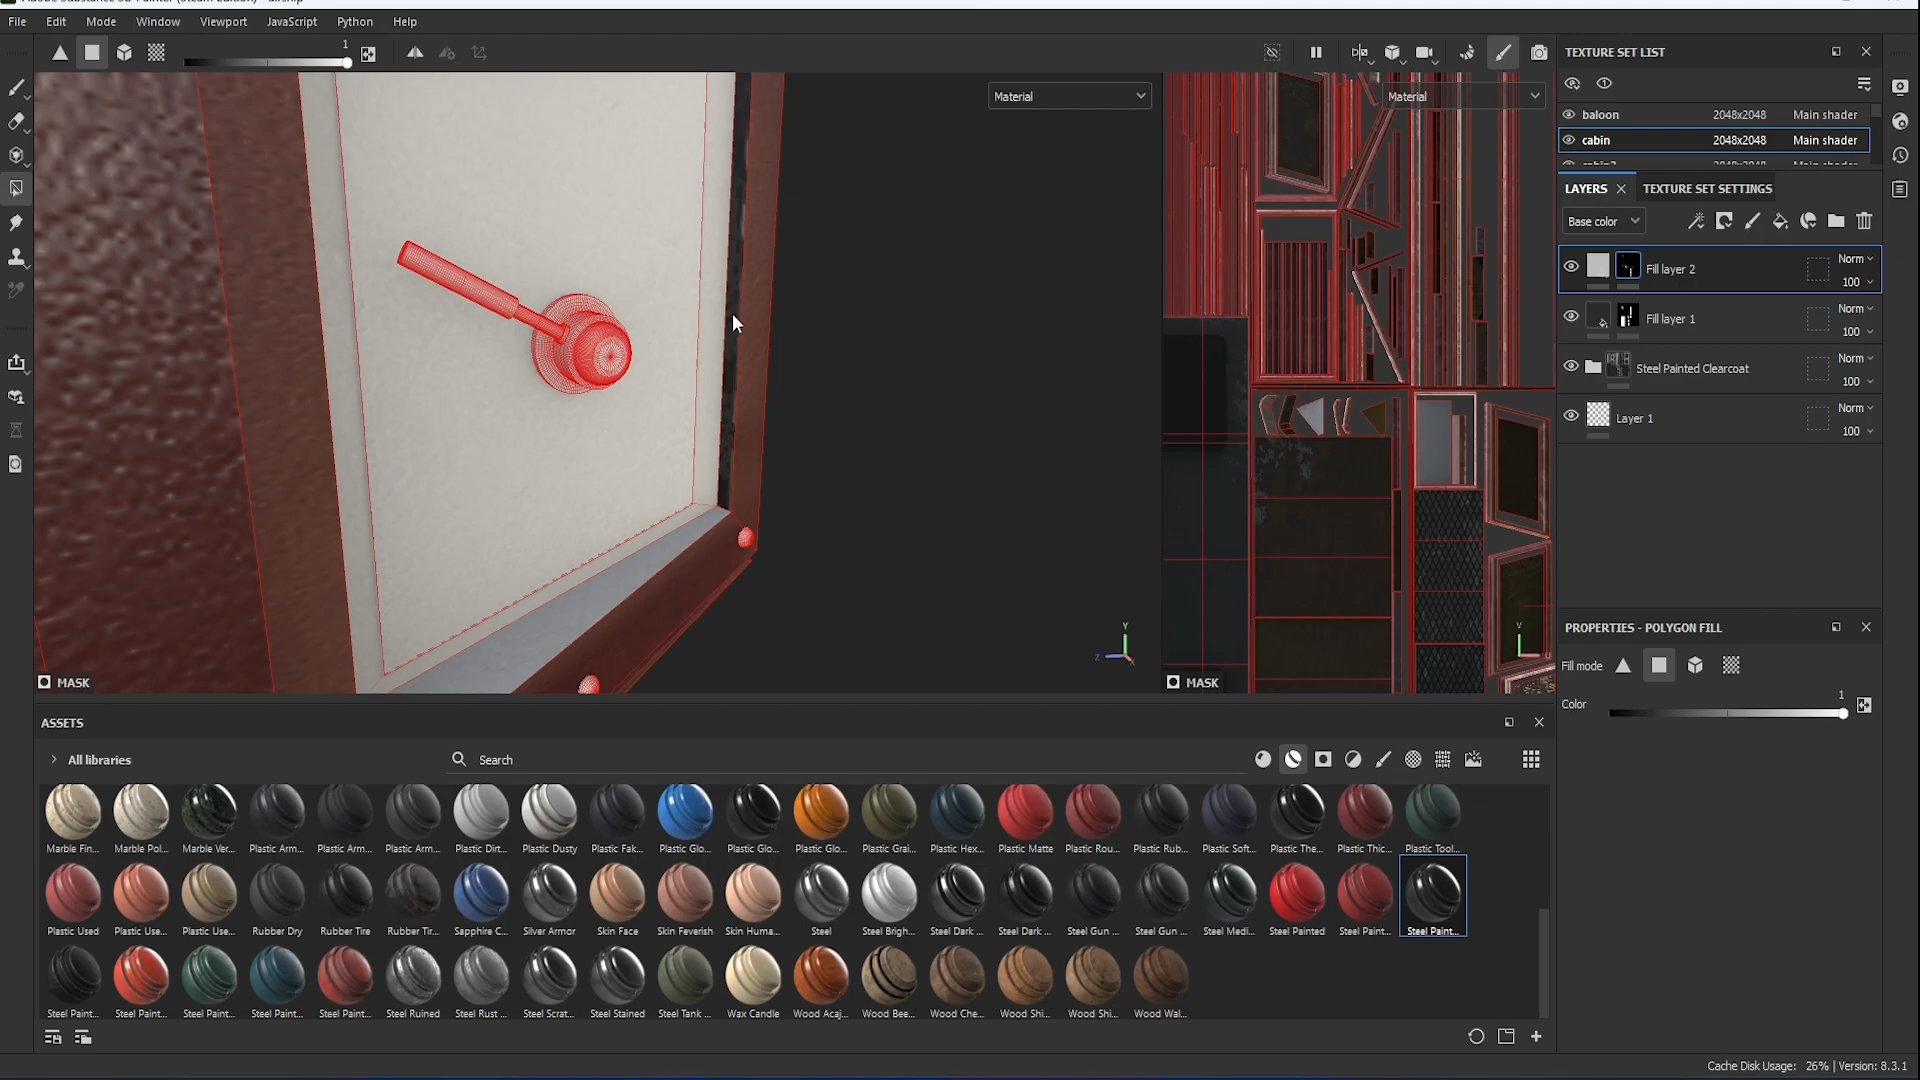 File Edit Mode Window Viewport JavaScript Python Help
1
TEXTURE SET LIST
Material
Material
baloon 2048x2048 Main shader
cabin 2048x2048 Main shader
LAYERS TEXTURE SET SETTINGS
Base color
Fill layer 2 Norm 100
Fill layer 1 Norm 100
Steel Painted Clearcoat Norm 100
Layer 1 Norm 100
Y
Z
V
MASK
MASK
PROPERTIES - POLYGON FILL
Fill mode
Color 1
ASSETS
All libraries
Search
Marble Fin... Marble Pol... Marble Ver... Plastic Arm... Plastic Arm... Plastic Arm... Plastic Dirt... Plastic Dusty Plastic Fak... Plastic Glo... Plastic Glo... Plastic Glo... Plastic Grai... Plastic Hex... Plastic Matte Plastic Rou... Plastic Rub... Plastic Soft... Plastic The... Plastic Thic... Plastic Tool...
Plastic Used Plastic Use... Plastic Use... Rubber Dry Rubber Tire Rubber Tir... Sapphire C... Silver Armor Skin Face Skin Feverish Skin Huma... Steel Steel Brigh... Steel Dark ... Steel Dark ... Steel Gun ... Steel Gun ... Steel Medi... Steel Painted Steel Paint... Steel Paint...
Steel Paint... Steel Paint... Steel Paint... Steel Paint... Steel Paint... Steel Ruined Steel Rust ... Steel Scrat... Steel Stained Steel Tank ... Wax Candle Wood Acaj... Wood Bee... Wood Che... Wood Shi... Wood Shi... Wood Wal...
Cache Disk Usage: 26% | Version: 8.3.1